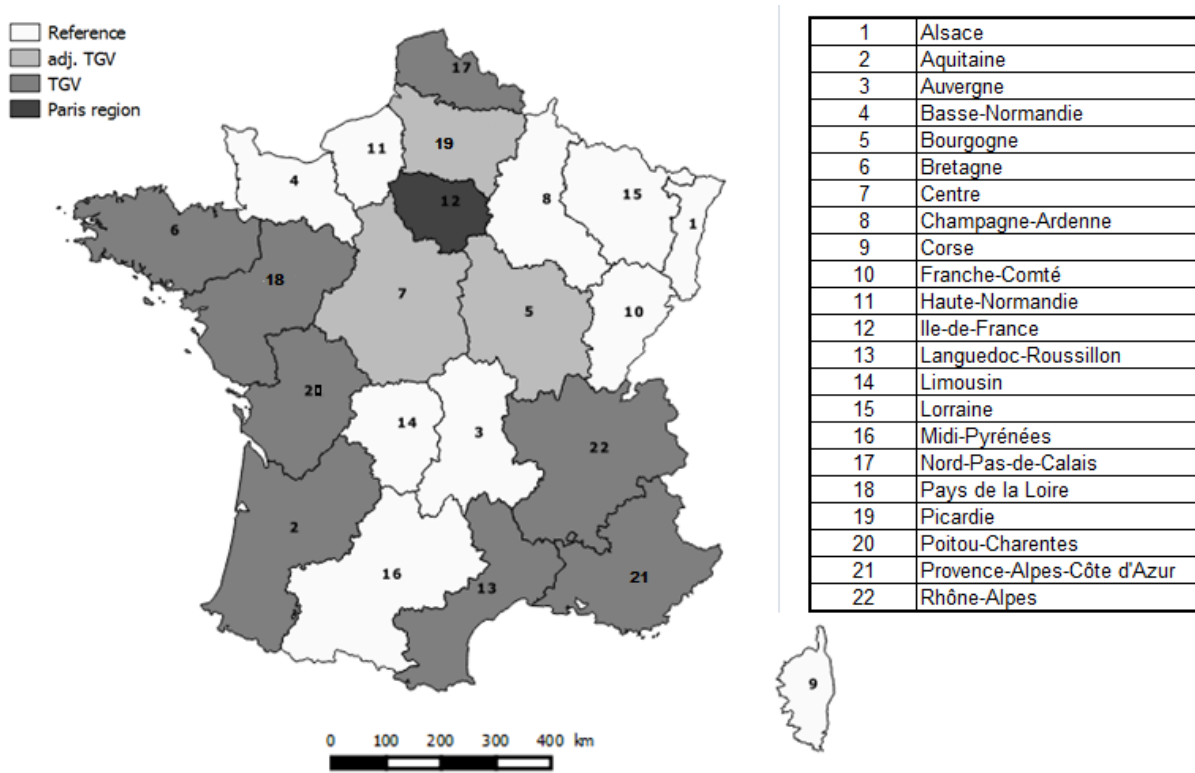 Reference
adj. TGV
TGV
Paris region
17
19
11
4
12
8
15
1
6
18
7
5
10
20
14
3
22
2
16
13
21
9
0 100 200 300 400 km
1 Alsace
2 Aquitaine
3 Auvergne
4 Basse-Normandie
5 Bourgogne
6 Bretagne
7 Centre
8 Champagne-Ardenne
9 Corse
10 Franche-Comté
11 Haute-Normandie
12 Ile-de-France
13 Languedoc-Roussillon
14 Limousin
15 Lorraine
16 Midi-Pyrénées
17 Nord-Pas-de-Calais
18 Pays de la Loire
19 Picardie
20 Poitou-Charentes
21 Provence-Alpes-Côte d'Azur
22 Rhône-Alpes